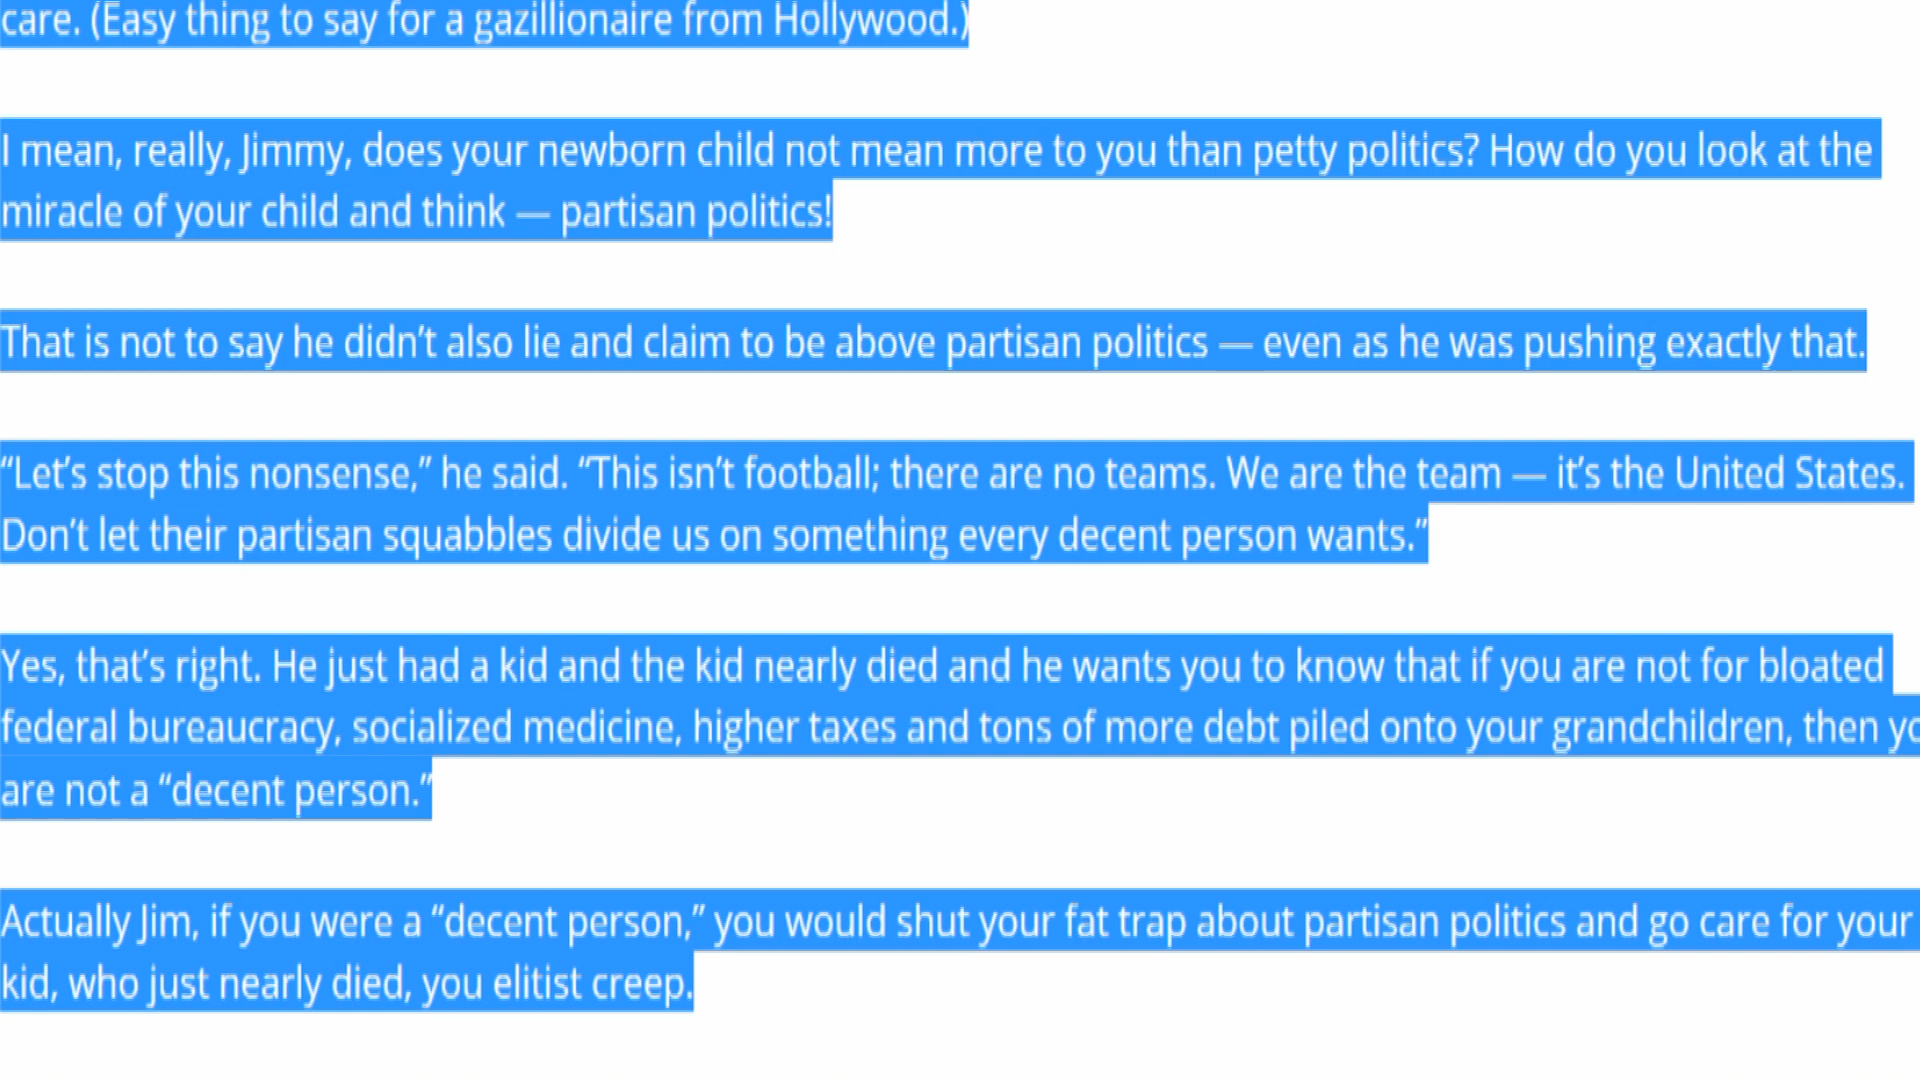 care. (Easy thing to say for a gazillionaire from Hollywood.)
I mean, really, Jimmy, does your newborn child not mean more to you than petty politics? How do you look at the
miracle of your child and think — partisan politics!
That is not to say he didn’t also lie and claim to be above partisan politics — even as he was pushing exactly that.
“Let’s stop this nonsense,” he said. “This isn’t football; there are no teams. We are the team — it’s the United States.
Don’t let their partisan squabbles divide us on something every decent person wants.”
Yes, that’s right. He just had a kid and the kid nearly died and he wants you to know that if you are not for bloated
federal bureaucracy, socialized medicine, higher taxes and tons of more debt piled onto your grandchildren, then yo
are not a “decent person.”
Actually Jim, if you were a “decent person,” you would shut your fat trap about partisan politics and go care for your
kid, who just nearly died, you elitist creep.